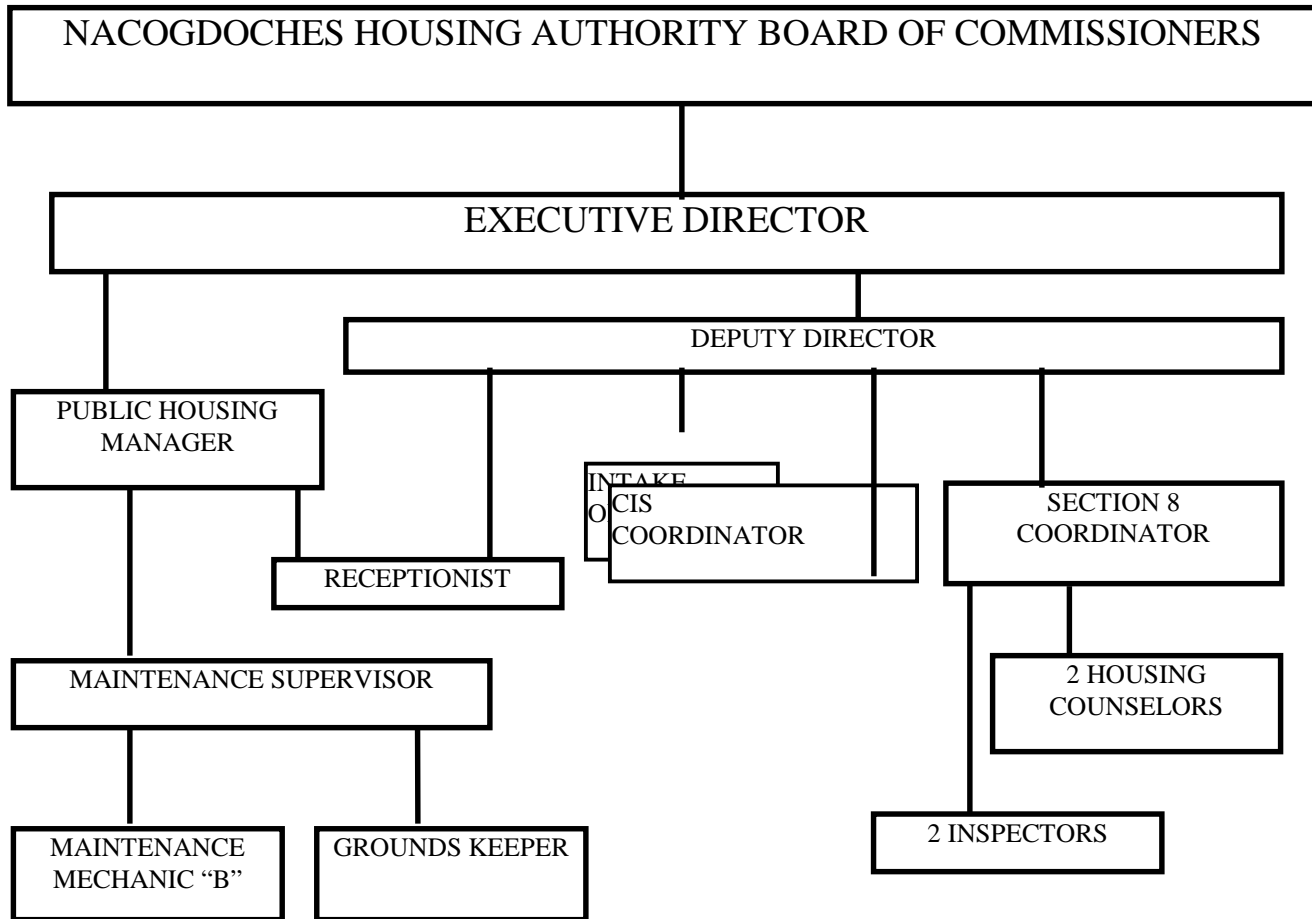 NACOGDOCHES HOUSING AUTHORITY BOARD OF COMMISSIONERS
EXECUTIVE DIRECTOR
DEPUTY DIRECTOR
PUBLIC HOUSING
MANAGER
INTAKE
CIS
COORDINATOR
SECTION 8
COORDINATOR
RECEPTIONIST
MAINTENANCE SUPERVISOR
2 HOUSING
COUNSELORS
MAINTENANCE
MECHANIC “B”
GROUNDS KEEPER
2 INSPECTORS